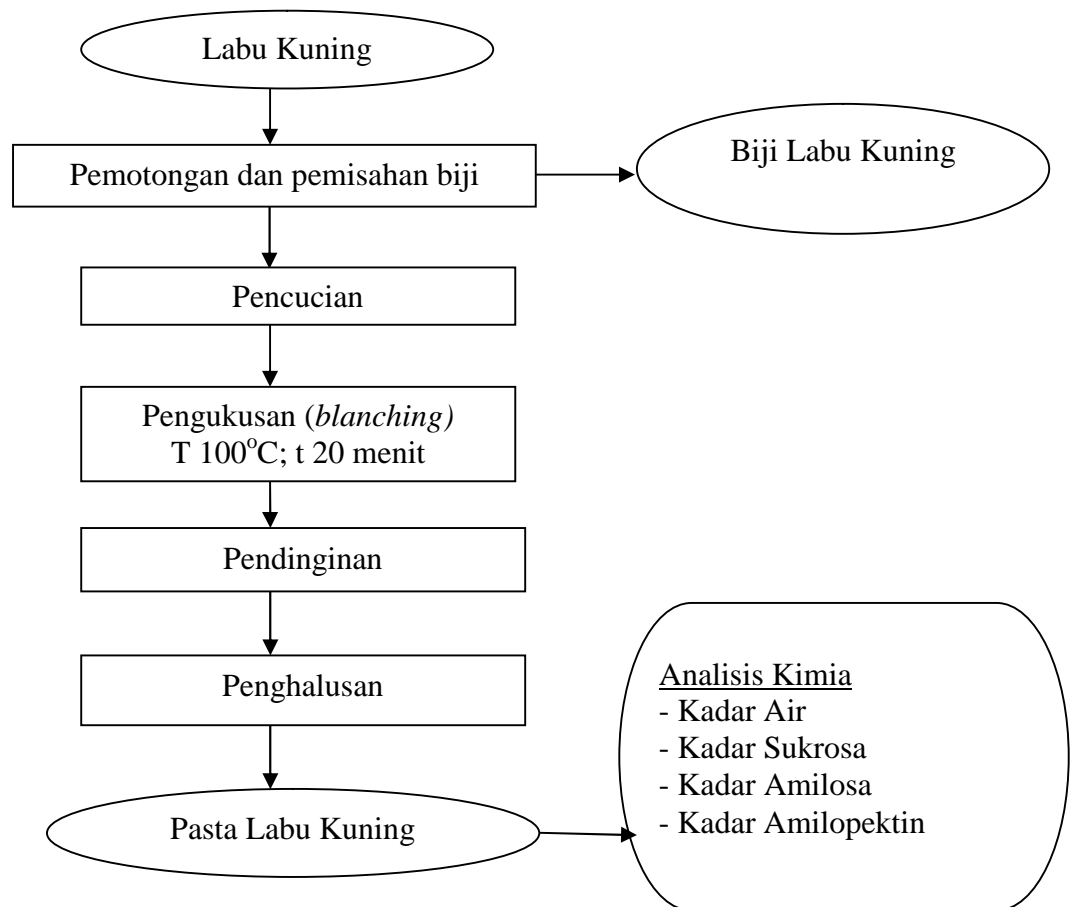 Labu Kuning
Pemotongan dan pemisahan biji
Biji Labu Kuning
Pencucian
Pengukusan (blanching)
T 100°C; t 20 menit
Pendinginan
Penghalusan
Pasta Labu Kuning
Analisis Kimia
- Kadar Air
- Kadar Sukrosa
- Kadar Amilosa
- Kadar Amilopektin